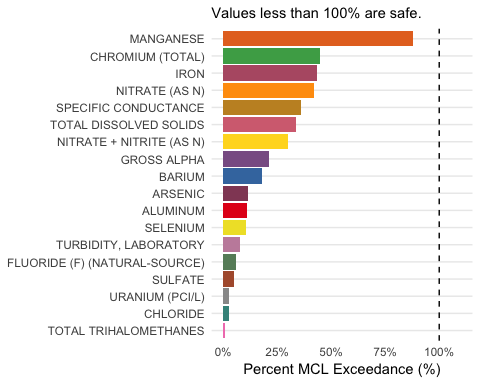 Values less than 100% are safe.
MANGANESE
CHROMIUM (TOTAL)
IRON
NITRATE (AS N)
SPECIFIC CONDUCTANCE
TOTAL DISSOLVED SOLIDS
NITRATE + NITRITE (AS N)
GROSS ALPHA
BARIUM
ARSENIC
ALUMINUM
SELENIUM
TURBIDITY, LABORATORY
FLUORIDE (F) (NATURAL-SOURCE)
SULFATE
URANIUM (PCI/L)
CHLORIDE
TOTAL TRIHALOMETHANES
0% 25% 50% 75% 100%
Percent MCL Exceedance (%)